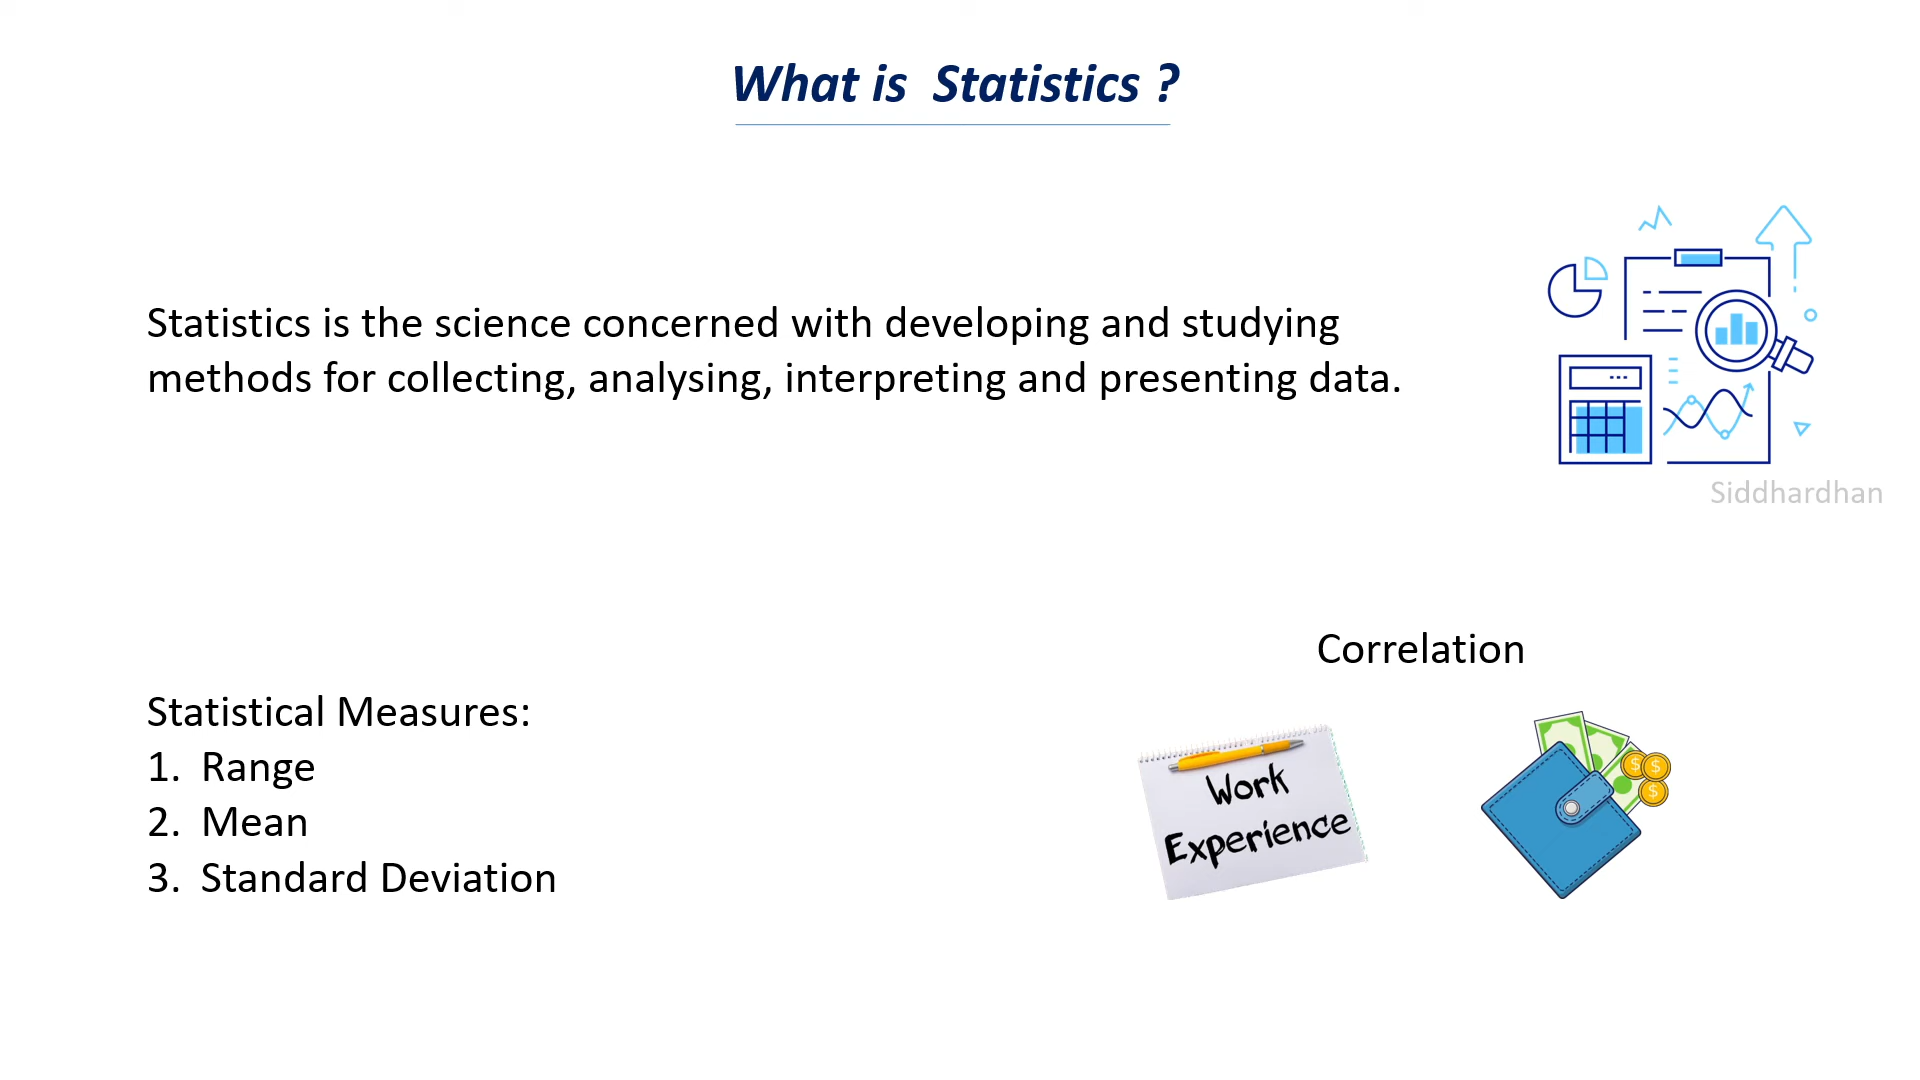 What is  Statistics ?
Statistics is the science concerned with developing and studying
methods for collecting, analysing, interpreting and presenting data.
Siddhardhan
Statistical Measures:
1. Range
2. Mean
3. Standard Deviation
Correlation
Work
Experience